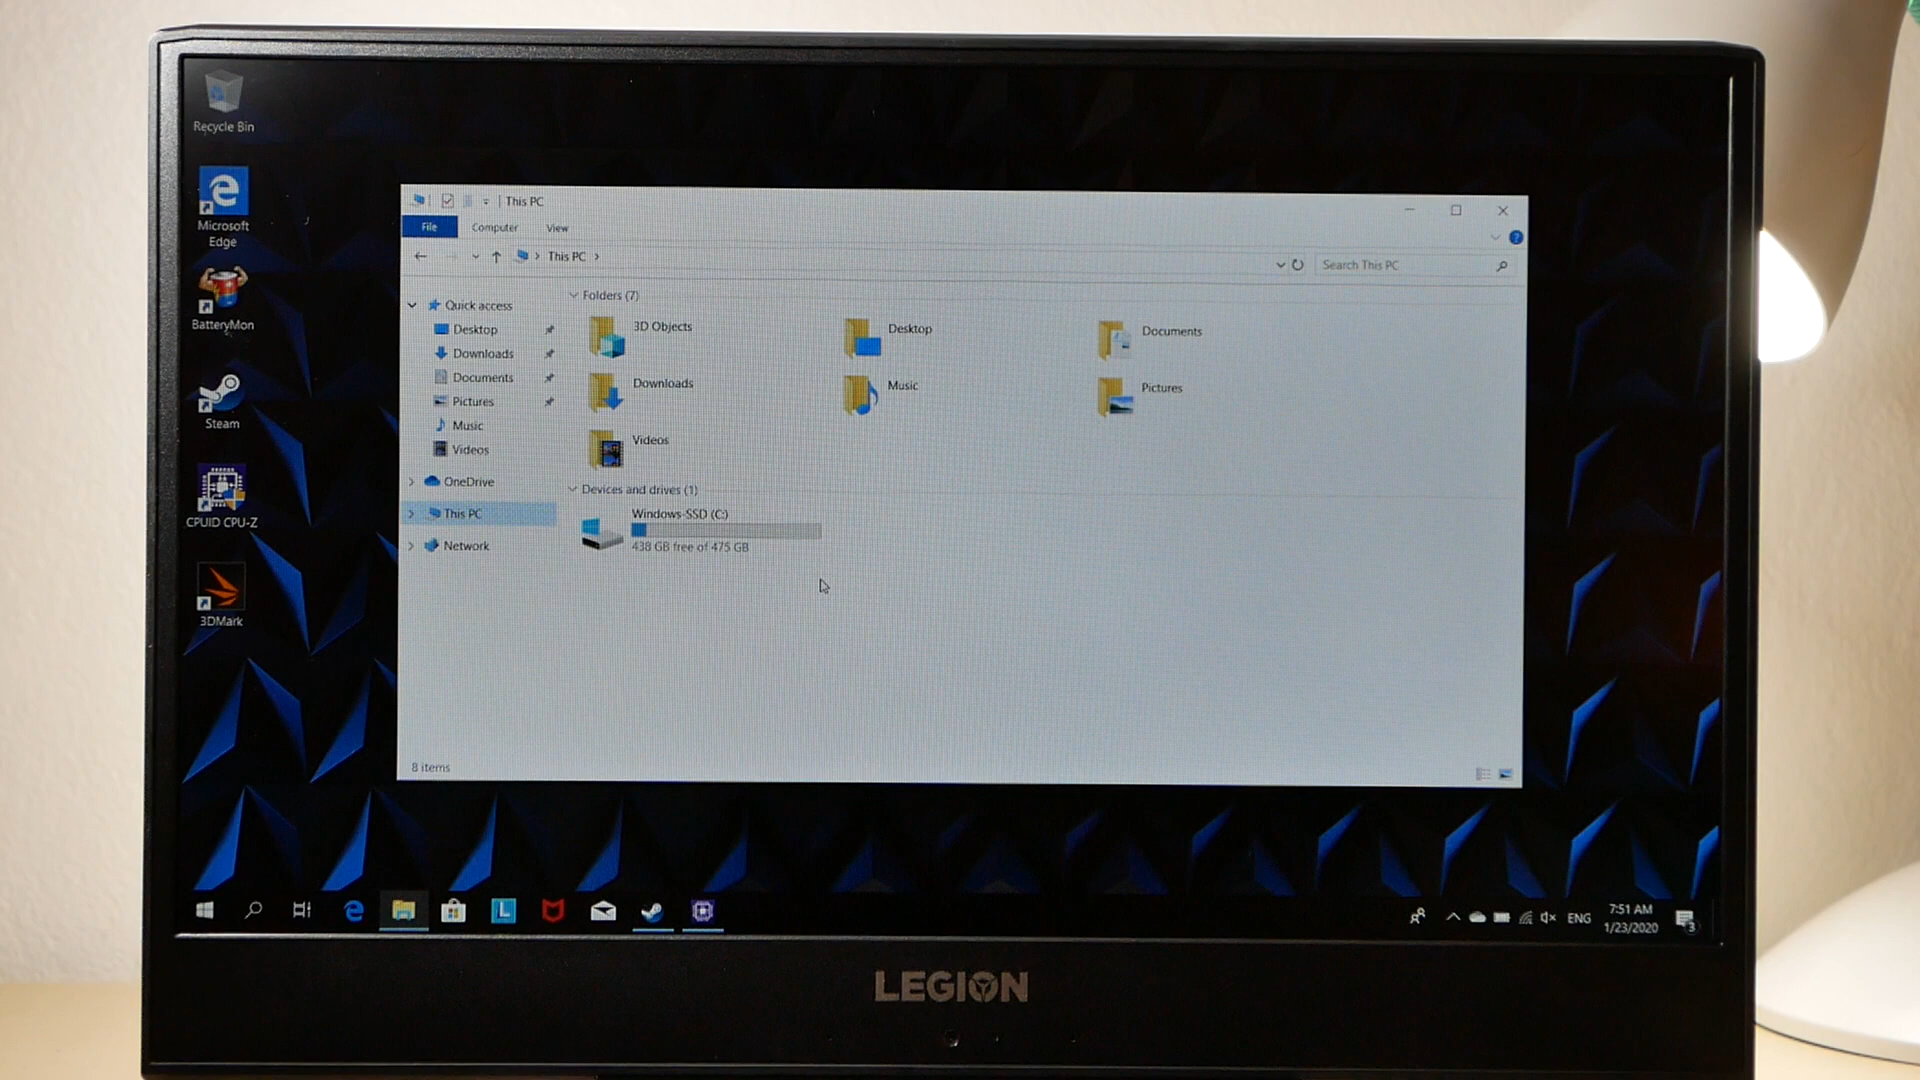 Recycle Bin
Microsoft
Edge
BatteryMon
Steam
CPUID CPU-Z
3DMark
This PC
File Computer View
This PC
Search This PC
Quick access
Desktop
Downloads
Documents
Pictures
Music
Videos
OneDrive
This PC
Network
Folders (7)
3D Objects
Desktop
Documents
Downloads
Music
Pictures
Videos
Devices and drives (1)
Windows-SSD (C:)
438 GB free of 475 GB
8 items
L
ENG
7:51 AM
1/23/2020
3
LEGION